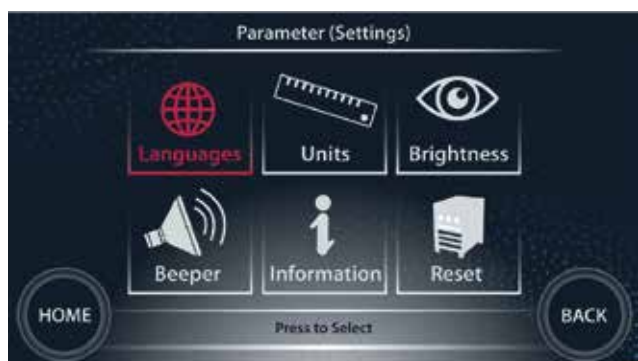 Parameter (Settings)
Languages Units Brightness
Beeper Information Reset
HOME BACK
Press to Select